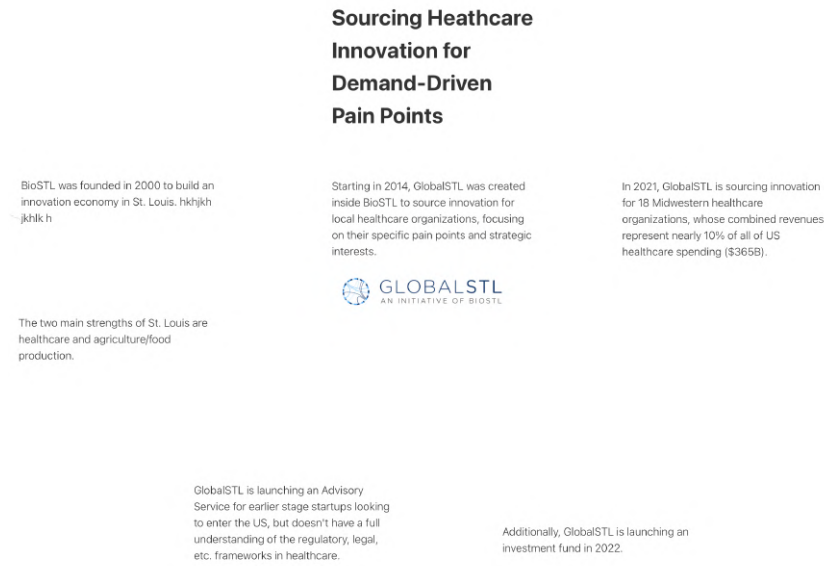 Sourcing Heathcare
Innovation for
Demand-Driven
Pain Points
BioSTL was founded in 2000 to build an
innovation economy in St. Louis. hkhjkh
jkhlk h
Starting in 2014, GlobalSTL was created
inside BioSTL to source innovation for
local healthcare organizations, focusing
on their specific pain points and strategic
interests.
GLOBALSTL
AN INITIATIVE OF BIOSTL
In 2021, GlobalSTL is sourcing innovation
for 18 Midwestern healthcare
organizations, whose combined revenues
represent nearly 10% of all of US
healthcare spending ($365B).
The two main strengths of St. Louis are
healthcare and agriculture/food
production.
GlobalSTL is launching an Advisory
Service for earlier stage startups looking
to enter the US, but doesn't have a full
understanding of the regulatory, legal,
etc. frameworks in healthcare.
Additionally, GlobalSTL is launching an
investment fund in 2022.